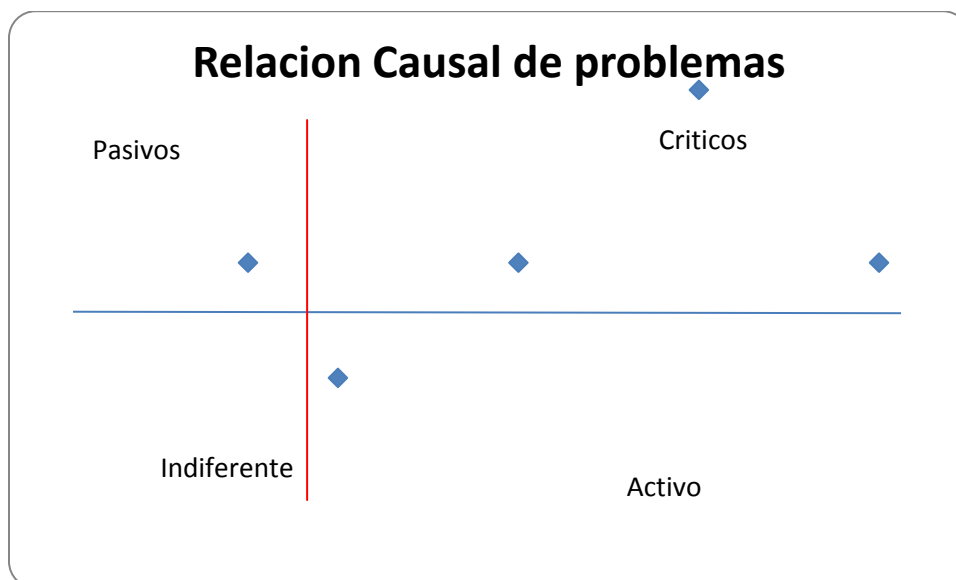 Relacion Causal de problemas
Pasivos
Criticos
Indiferente
Activo